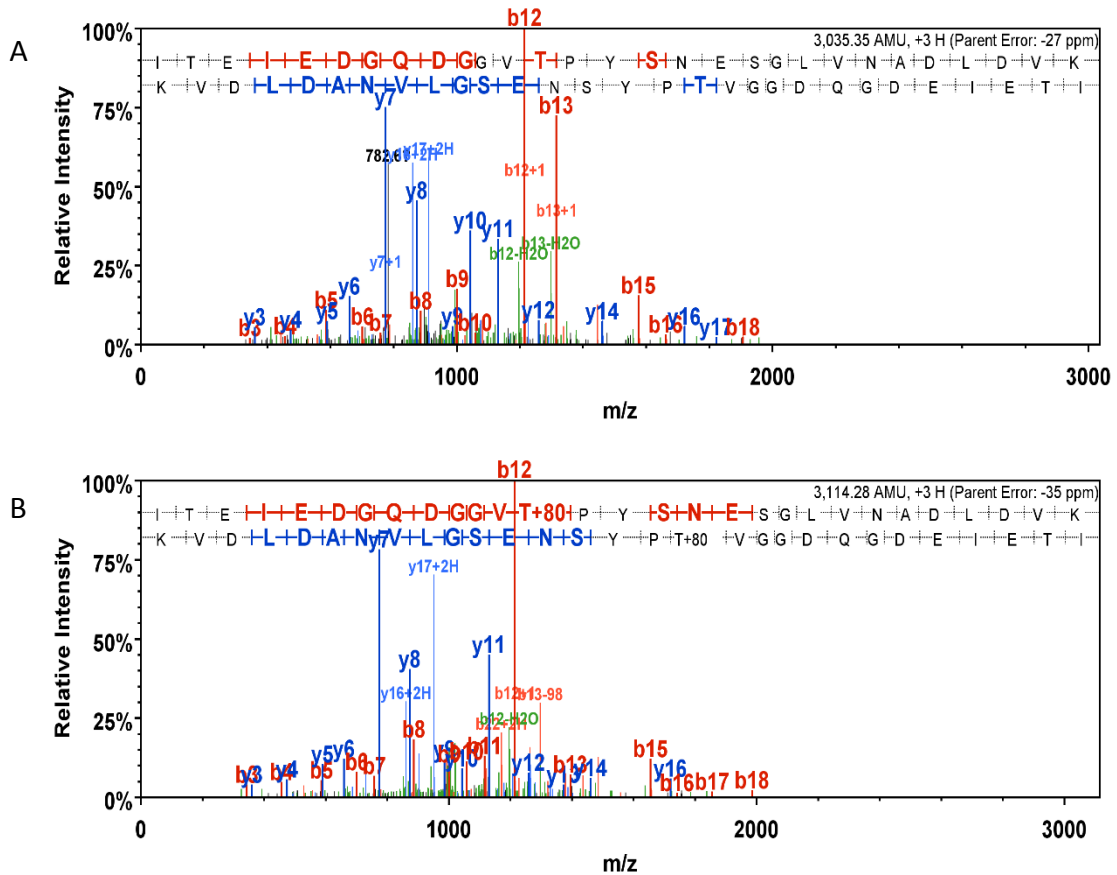 A
100%
75%
50%
25%
0%
Relative Intensity
b12
3,035.35 AMU, +3 H (Parent Error: -27 ppm)
I T E I E D G Q D G G V T P Y S N E S G L V N A D L D V K
K V D L D A N V L G S E N S Y P T V G G D Q G D E I E T I
y7
b13
y17+2H
b12+1
y8
b13+1
y10
y11
b13-H2O
b12-H2O
y7+1
y6
b9
b5
b15
y3
b3
y4
b4
y5
b6
b7
b8
y9
b10
y12
y14
b16
y16
y17
b18
0
1000
2000
3000
m/z
B
100%
75%
50%
25%
0%
Relative Intensity
b12
3,114.28 AMU, +3 H (Parent Error: -35 ppm)
I T E I E D G Q D G G V T+80 P Y S N E S G L V N A D L D V K
K V D L D A N V L G S E N S Y P T+80 V G G D Q G D E I E T I
y7
y17+2H
y8
y11
y16+2H
b12+1
b13-98
b12-H2O
b22+2H
b8
y6
y5
b11
b15
b3
y3
b4
y4
b5
b6
b7
y12
b13
y13
y14
y16
b16
b17
b18
0
1000
2000
3000
m/z